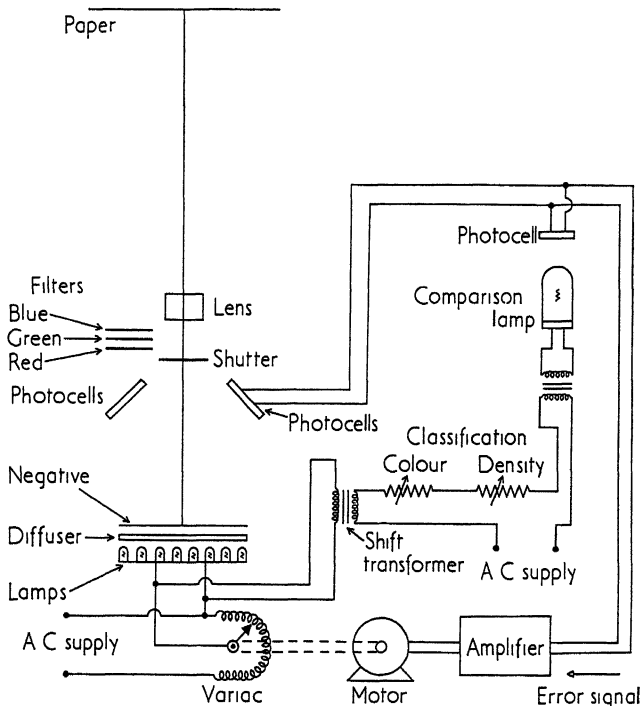 Paper
Photocell
Filters
Blue
Green
Red
Lens
Comparison
lamp
Shutter
Photocells
Photocells
Classification
Colour
Density
Negative
Diffuser
Lamps
Shift
transformer
A C supply
A C supply
Variac
Motor
Amplifier
Error signal